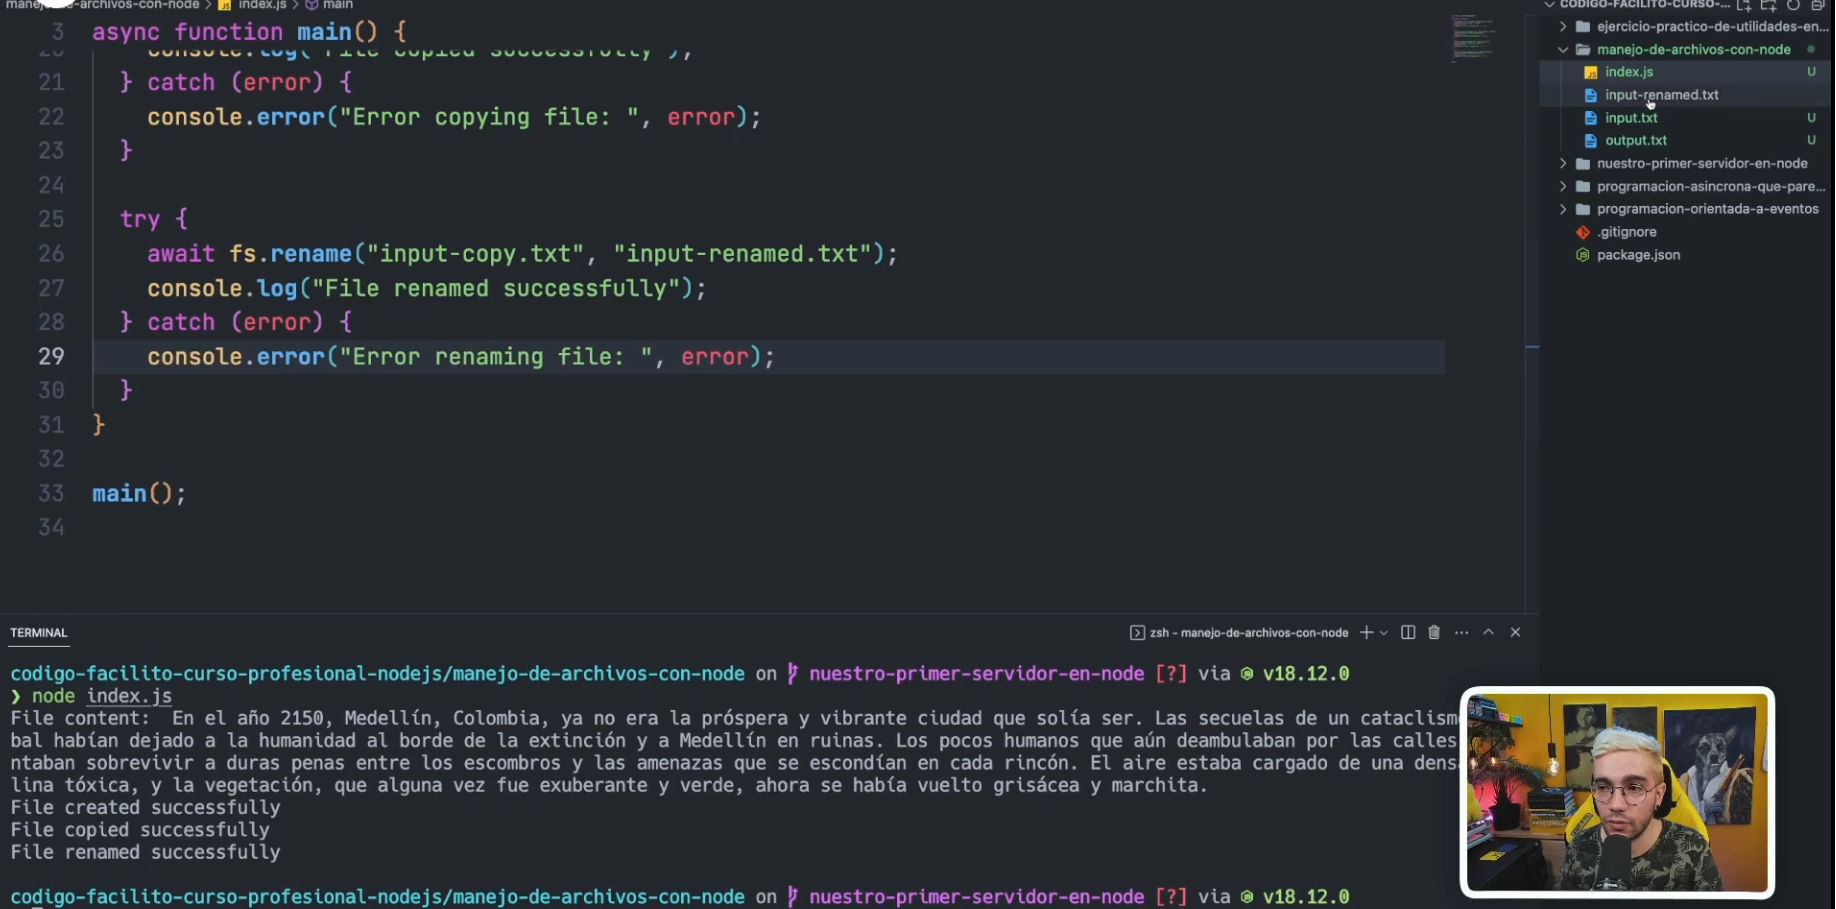 manejo-de-archivos-con-node > index.js > main
3 async function main() {
20 console.log("File copied successfully");
21 } catch (error) {
22 console.error("Error copying file: ", error);
23 }
24
25 try {
26 await fs.rename("input-copy.txt", "input-renamed.txt");
27 console.log("File renamed successfully");
28 } catch (error) {
29 console.error("Error renaming file: ", error);
30 }
31 }
32
33 main();
34
CODIGO-FACILITO-CURSO-...
ejercicio-practico-de-utilidades-en...
manejo-de-archivos-con-node
index.js U
input-renamed.txt
input.txt U
output.txt U
nuestro-primer-servidor-en-node
programacion-asincrona-que-pare...
programacion-orientada-a-eventos
.gitignore
package.json
TERMINAL
zsh - manejo-de-archivos-con-node
codigo-facilito-curso-profesional-nodejs/manejo-de-archivos-con-node on nuestro-primer-servidor-en-node [?] via v18.12.0
❯ node index.js
File content:  En el año 2150, Medellín, Colombia, ya no era la próspera y vibrante ciudad que solía ser. Las secuelas de un cataclism
bal habían dejado a la humanidad al borde de la extinción y a Medellín en ruinas. Los pocos humanos que aún deambulaban por las calles
ntaban sobrevivir a duras penas entre los escombros y las amenazas que se escondían en cada rincón. El aire estaba cargado de una dens
lina tóxica, y la vegetación, que alguna vez fue exuberante y verde, ahora se había vuelto grisácea y marchita.
File created successfully
File copied successfully
File renamed successfully
codigo-facilito-curso-profesional-nodejs/manejo-de-archivos-con-node on nuestro-primer-servidor-en-node [?] via v18.12.0